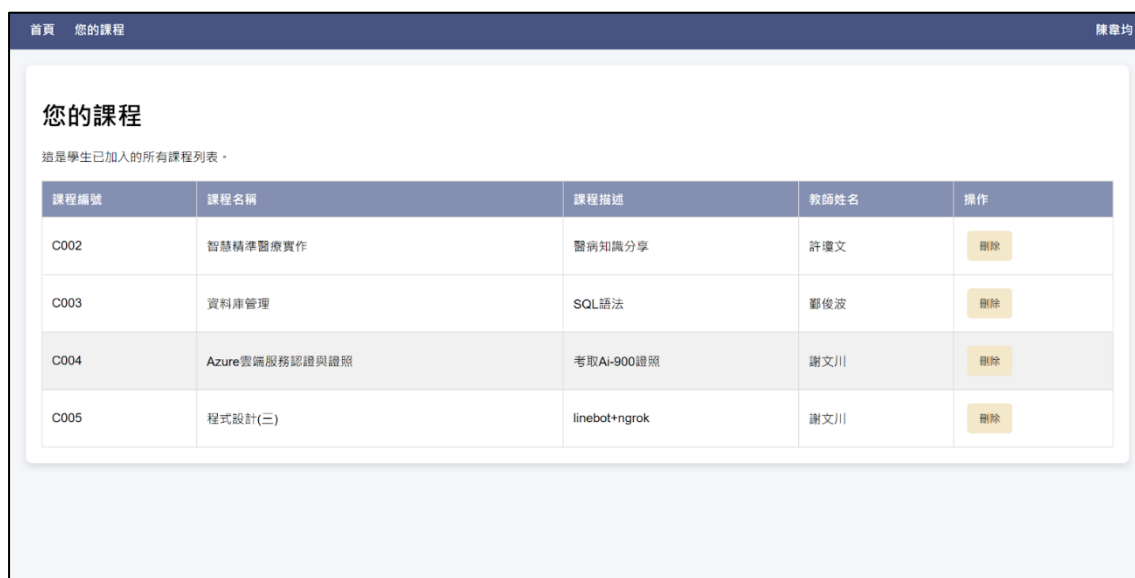 首頁 您的課程 陳韋均
您的課程
這是學生已加入的所有課程列表。
課程編號 課程名稱 課程描述 教師姓名 操作
C002 智慧精準醫療實作 醫病知識分享 許瓊文 刪除
C003 資料庫管理 SQL語法 鄞俊波 刪除
C004 Azure雲端服務認證與證照 考取Ai-900證照 謝文川 刪除
C005 程式設計(三) linebot+ngrok 謝文川 刪除